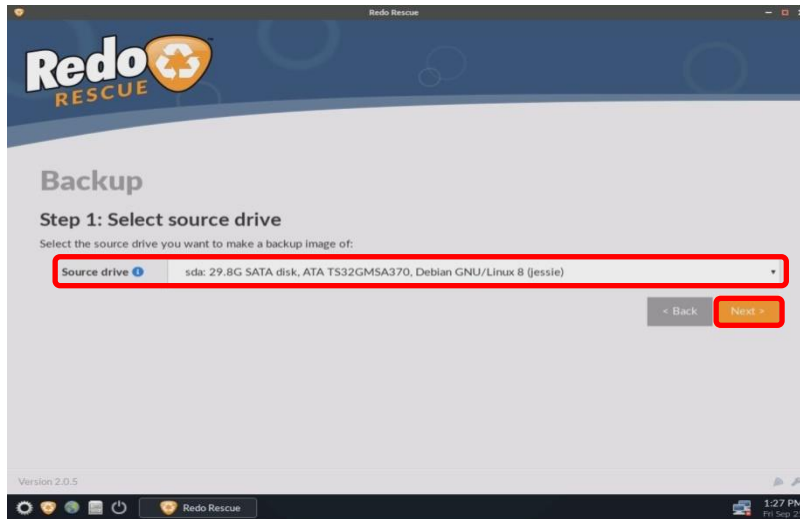 Redo Rescue
Redo
RESCUE
Backup
Step 1: Select source drive
Select the source drive you want to make a backup image of:
Source drive sda: 29.8G SATA disk, ATA TS32GMSA370, Debian GNU/Linux 8 (jessie)
< Back Next >
Version 2.0.5
Redo Rescue
1:27 PM
Fri Sep